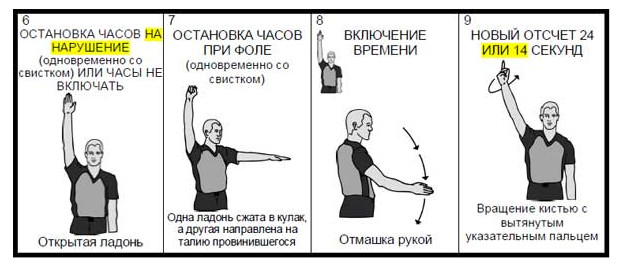 6
ОСТАНОВКА ЧАСОВ НА
НАРУШЕНИЕ
(одновременно со
свистком) ИЛИ ЧАСЫ НЕ
ВКЛЮЧАТЬ
Открытая ладонь
7
ОСТАНОВКА ЧАСОВ
ПРИ ФОЛЕ
(одновременно со
свистком)
Одна ладонь сжата в кулак,
а другая направлена на
талию провинившегося
8
ВКЛЮЧЕНИЕ
ВРЕМЕНИ
Отмашка рукой
9
НОВЫЙ ОТСЧЕТ 24
ИЛИ 14 СЕКУНД
Вращение кистью с
вытянутым
указательным пальцем